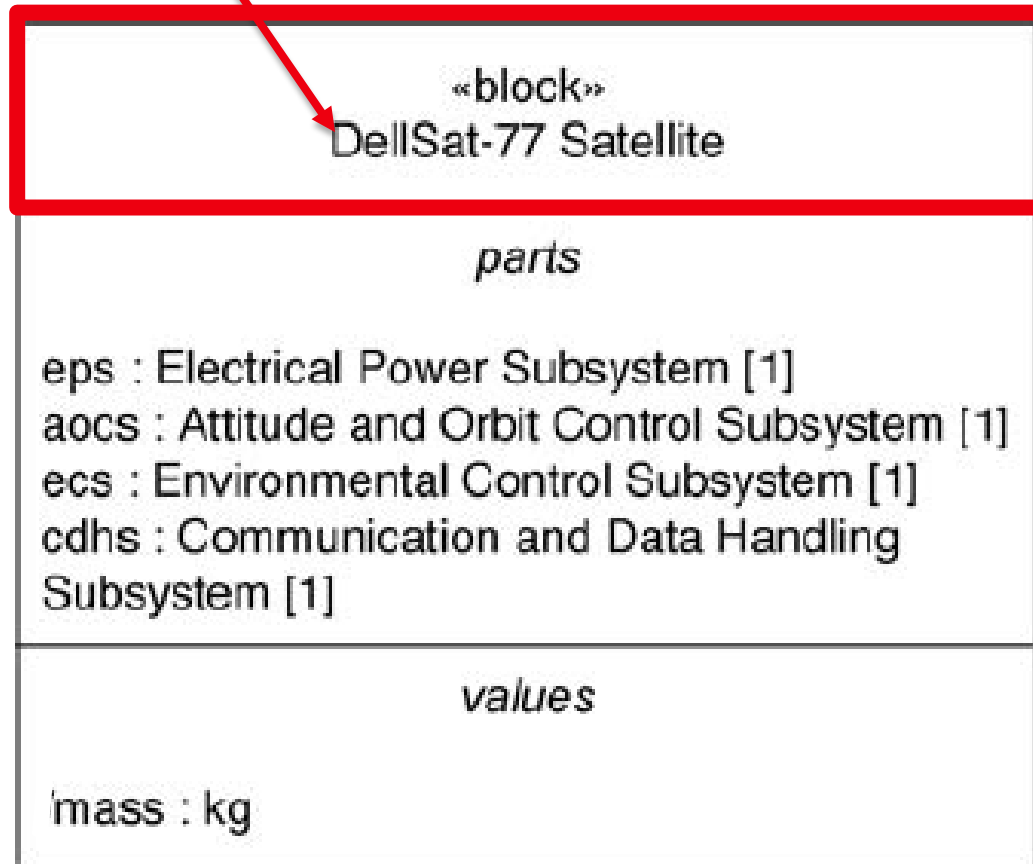 «block»
DellSat-77 Satellite
parts
eps : Electrical Power Subsystem [1]
aocs : Attitude and Orbit Control Subsystem [1]
ecs : Environmental Control Subsystem [1]
cdhs : Communication and Data Handling
Subsystem [1]
values
/mass : kg